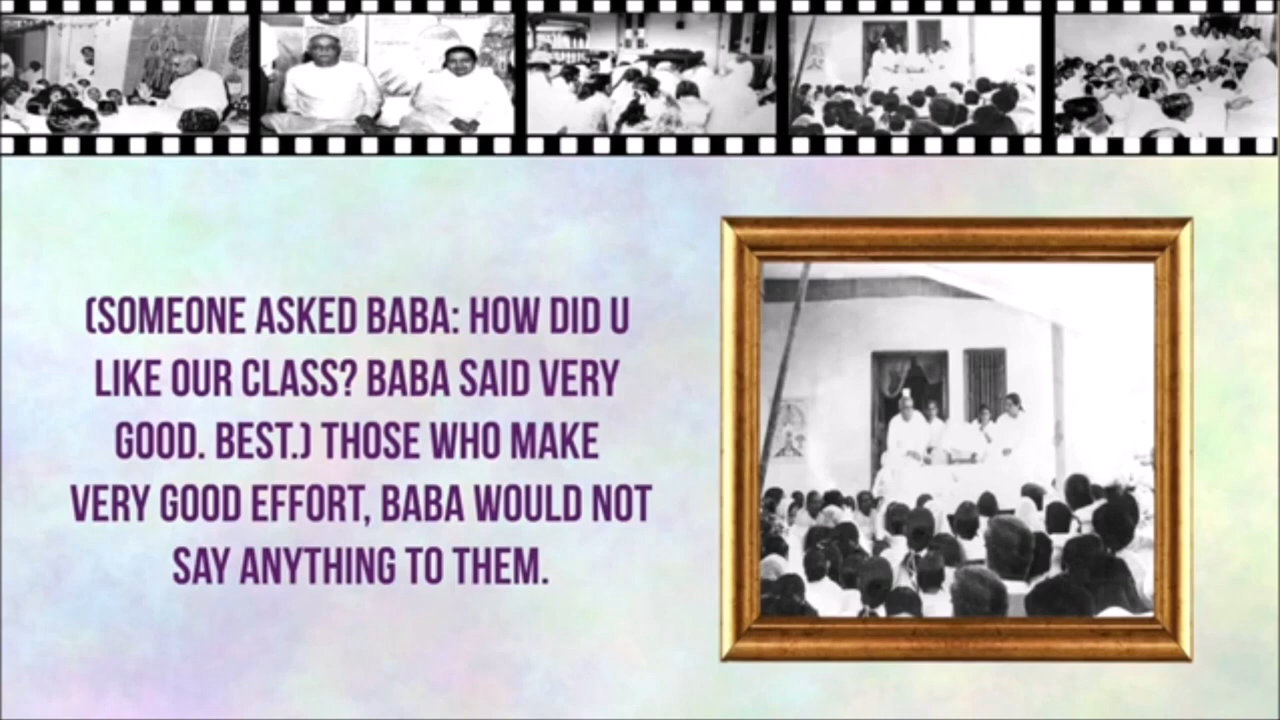 (SOMEONE ASKED BABA: HOW DID U
LIKE OUR CLASS? BABA SAID VERY
GOOD. BEST.) THOSE WHO MAKE
VERY GOOD EFFORT, BABA WOULD NOT
SAY ANYTHING TO THEM.